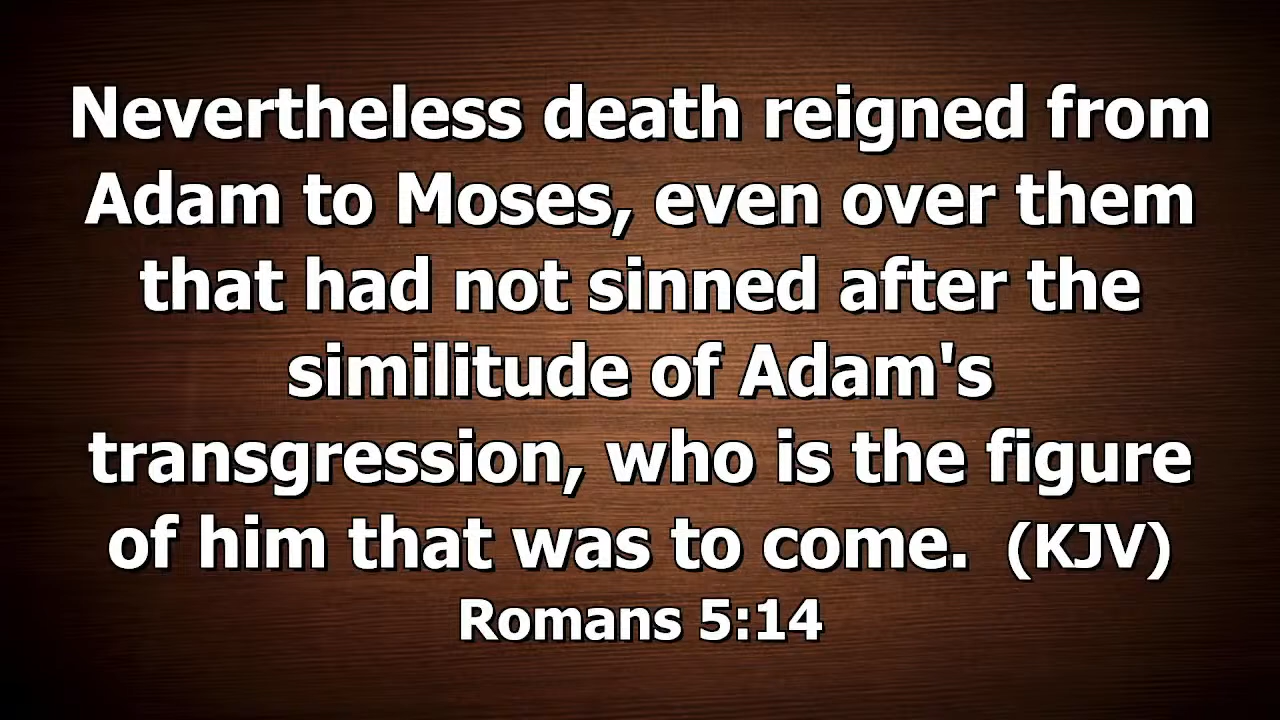 Nevertheless death reigned from
Adam to Moses, even over them
that had not sinned after the
similitude of Adam's
transgression, who is the figure
of him that was to come.  (KJV)
Romans 5:14